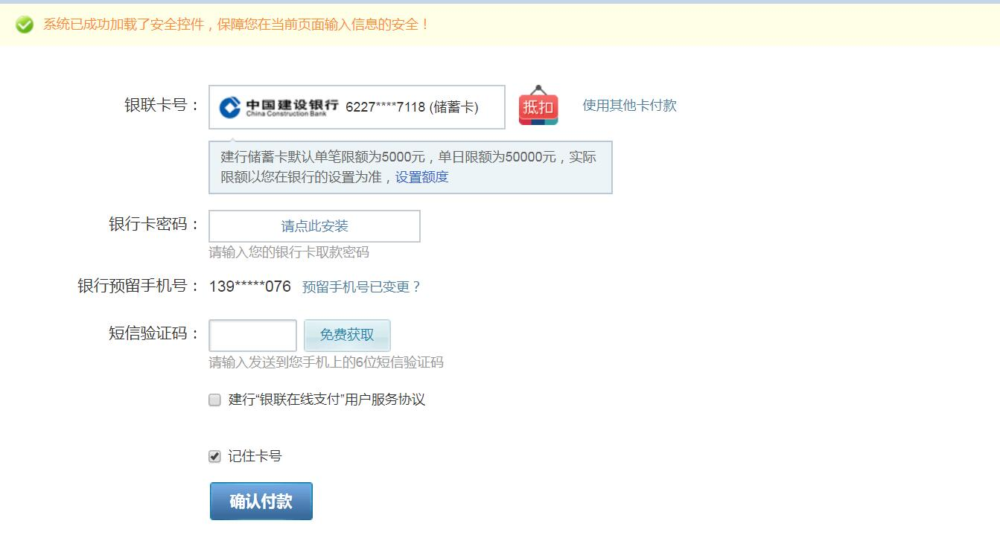 系统已成功加载了安全控件，保障您在当前页面输入信息的安全！
银联卡号： 中国建设银行 6227****7118 (储蓄卡) 抵扣 使用其他卡付款
China Construction Bank
建行储蓄卡默认单笔限额为5000元，单日限额为50000元，实际
限额以您在银行的设置为准，设置额度
银行卡密码： 请点此安装
请输入您的银行卡取款密码
银行预留手机号： 139*****076 预留手机号已变更？
短信验证码： 免费获取
请输入发送到您手机上的6位短信验证码
建行“银联在线支付”用户服务协议
记住卡号
确认付款